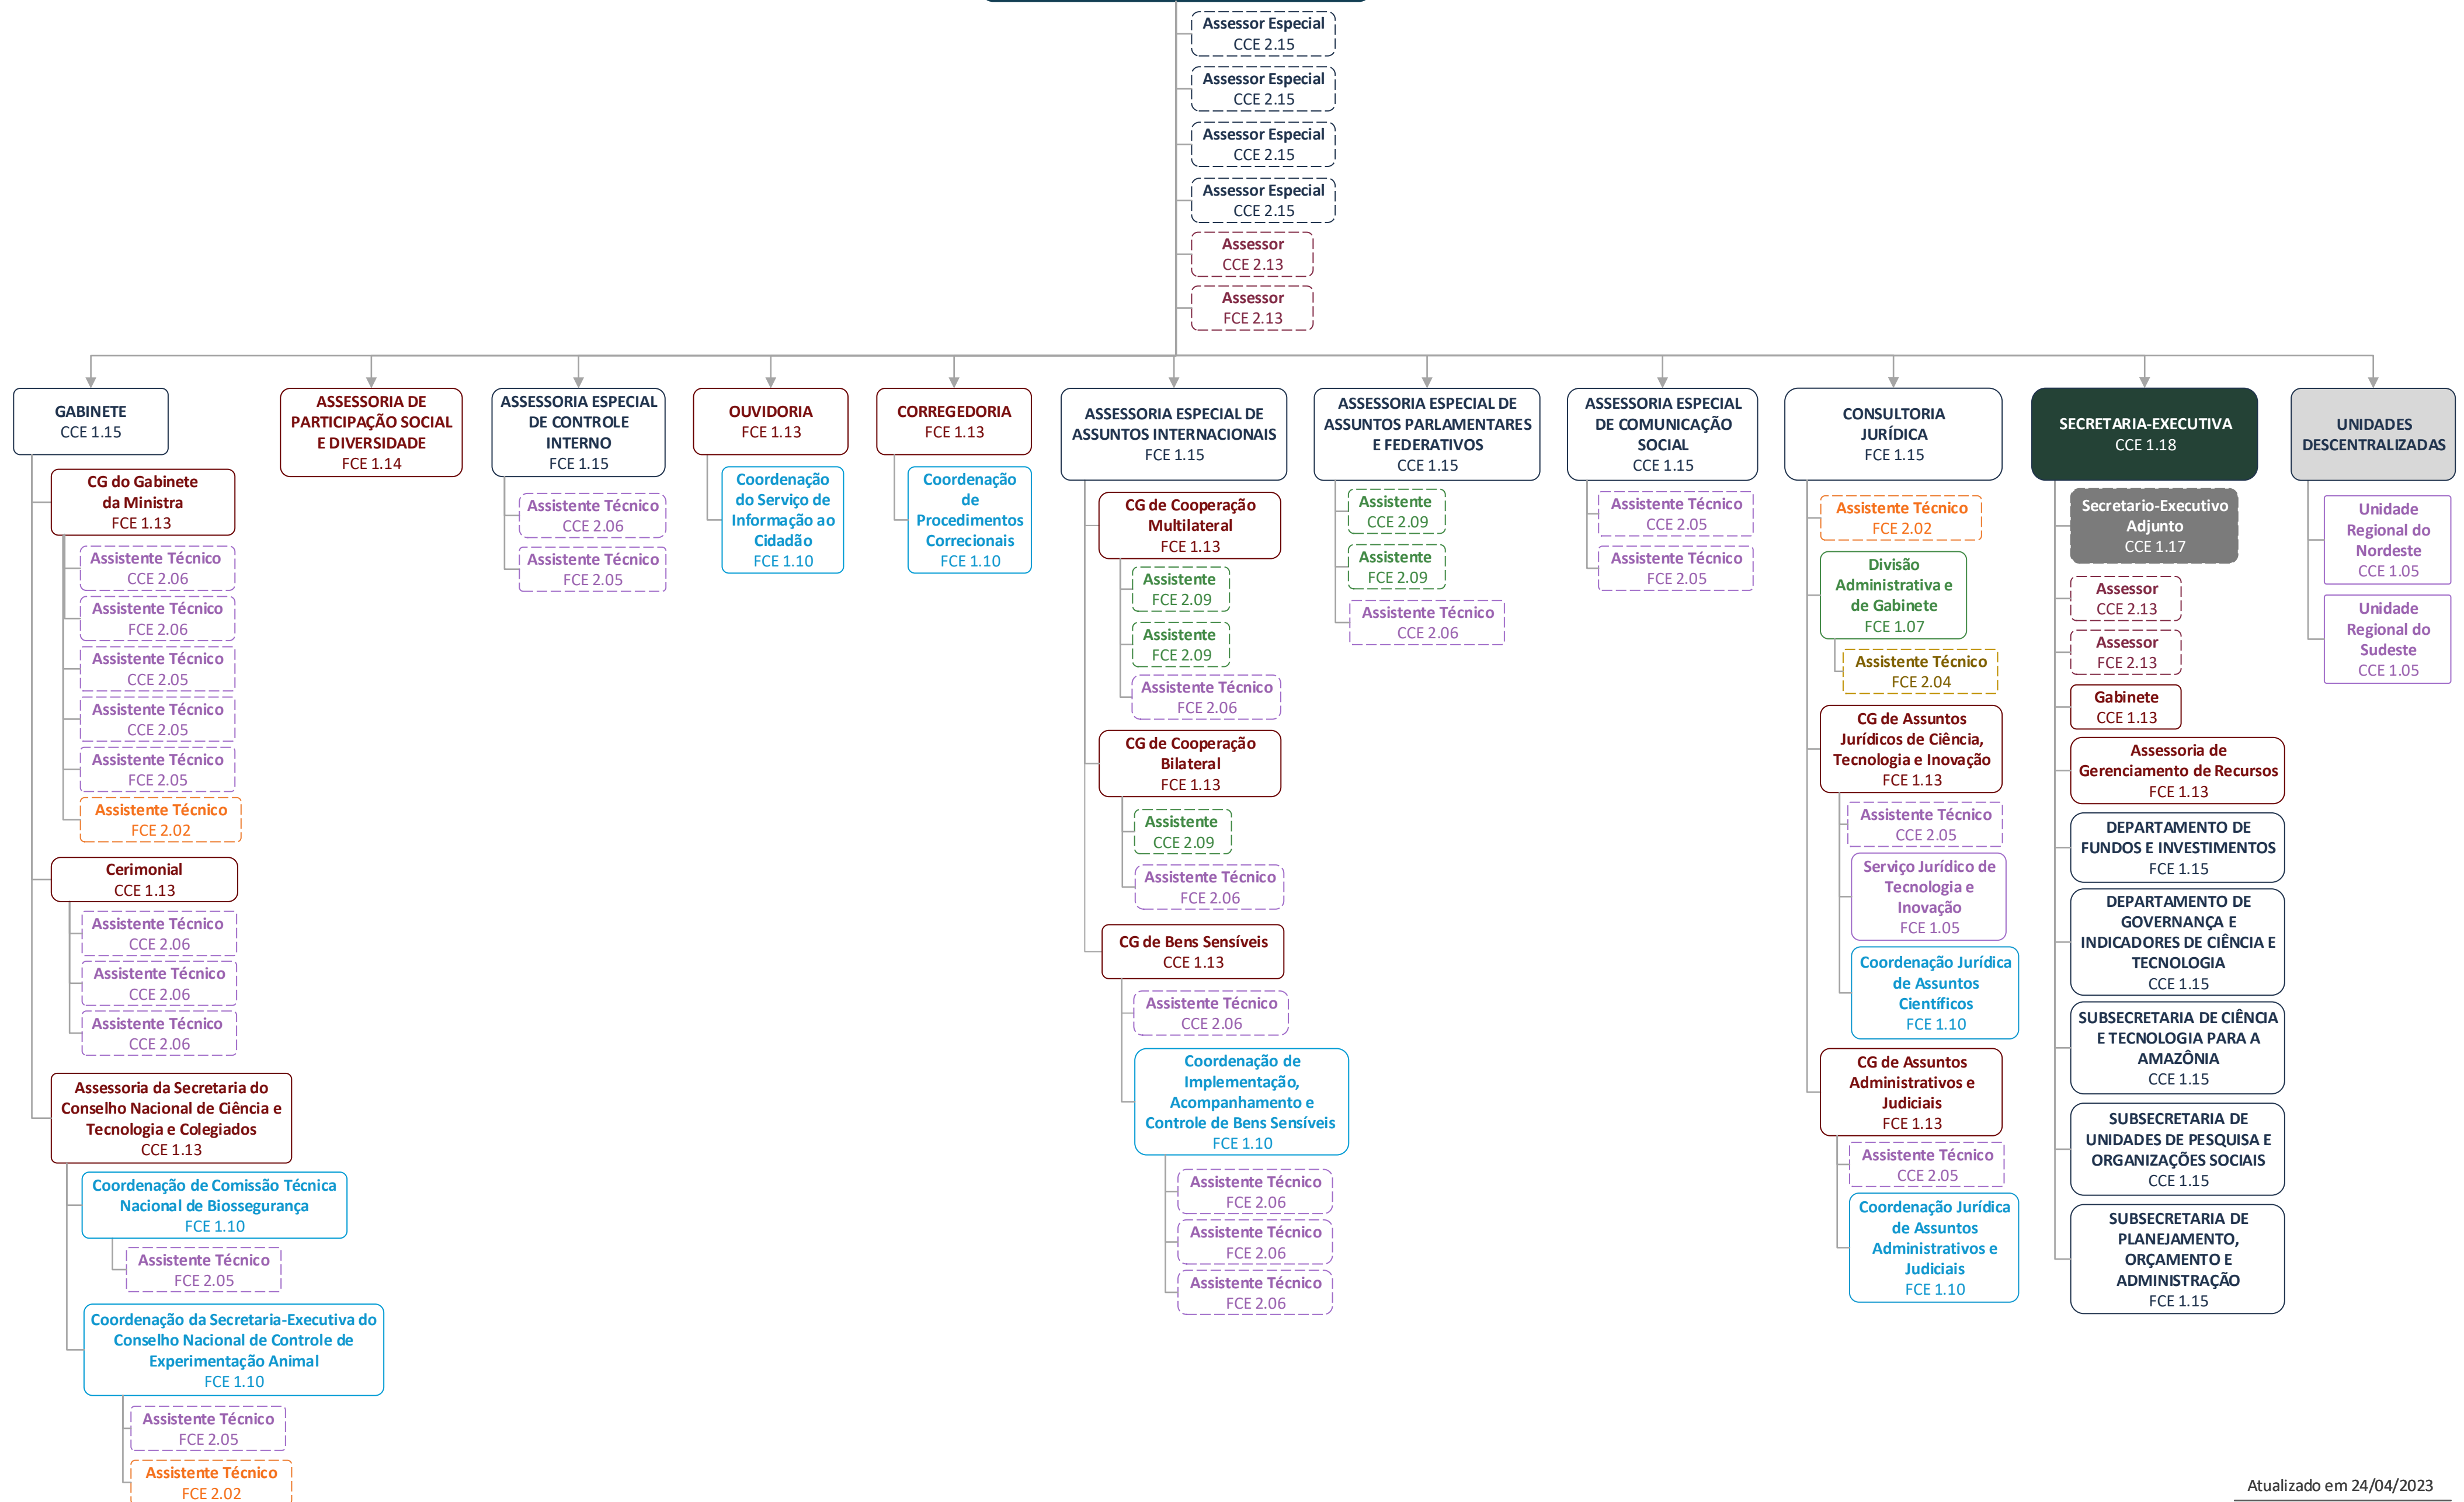 Assessor Especial
CCE 2.15
Assessor Especial
CCE 2.15
Assessor Especial
CCE 2.15
Assessor Especial
CCE 2.15
Assessor
CCE 2.13
Assessor
FCE 2.13
GABINETE
CCE 1.15
CG do Gabinete
da Ministra
FCE 1.13
Assistente Técnico
CCE 2.06
Assistente Técnico
FCE 2.06
Assistente Técnico
CCE 2.05
Assistente Técnico
CCE 2.05
Assistente Técnico
FCE 2.05
Assistente Técnico
FCE 2.02
Cerimonial
CCE 1.13
Assistente Técnico
CCE 2.06
Assistente Técnico
CCE 2.06
Assistente Técnico
CCE 2.06
Assessoria da Secretaria do
Conselho Nacional de Ciência e
Tecnologia e Colegiados
CCE 1.13
Coordenação de Comissão Técnica
Nacional de Biossegurança
FCE 1.10
Assistente Técnico
FCE 2.05
Coordenação da Secretaria-Executiva do
Conselho Nacional de Controle de
Experimentação Animal
FCE 1.10
Assistente Técnico
FCE 2.05
Assistente Técnico
FCE 2.02
ASSESSORIA DE
PARTICIPAÇÃO SOCIAL
E DIVERSIDADE
FCE 1.14
ASSESSORIA ESPECIAL
DE CONTROLE
INTERNO
FCE 1.15
Assistente Técnico
CCE 2.06
Assistente Técnico
FCE 2.05
OUVIDORIA
FCE 1.13
Coordenação
do Serviço de
Informação ao
Cidadão
FCE 1.10
CORREGEDORIA
FCE 1.13
Coordenação
de
Procedimentos
Correcionais
FCE 1.10
ASSESSORIA ESPECIAL DE
ASSUNTOS INTERNACIONAIS
FCE 1.15
CG de Cooperação
Multilateral
FCE 1.13
Assistente
FCE 2.09
Assistente
FCE 2.09
Assistente Técnico
FCE 2.06
CG de Cooperação
Bilateral
FCE 1.13
Assistente
CCE 2.09
Assistente Técnico
FCE 2.06
CG de Bens Sensíveis
CCE 1.13
Assistente Técnico
CCE 2.06
Coordenação de
Implementação,
Acompanhamento e
Controle de Bens Sensíveis
FCE 1.10
Assistente Técnico
FCE 2.06
Assistente Técnico
FCE 2.06
Assistente Técnico
FCE 2.06
ASSESSORIA ESPECIAL DE
ASSUNTOS PARLAMENTARES
E FEDERATIVOS
CCE 1.15
Assistente
CCE 2.09
Assistente
FCE 2.09
Assistente Técnico
CCE 2.06
ASSESSORIA ESPECIAL
DE COMUNICAÇÃO
SOCIAL
CCE 1.15
Assistente Técnico
CCE 2.05
Assistente Técnico
FCE 2.05
CONSULTORIA
JURÍDICA
FCE 1.15
Assistente Técnico
FCE 2.02
Divisão
Administrativa e
de Gabinete
FCE 1.07
Assistente Técnico
FCE 2.04
CG de Assuntos
Jurídicos de Ciência,
Tecnologia e Inovação
FCE 1.13
Assistente Técnico
CCE 2.05
Serviço Jurídico de
Tecnologia e
Inovação
FCE 1.05
Coordenação Jurídica
de Assuntos
Científicos
FCE 1.10
CG de Assuntos
Administrativos e
Judiciais
FCE 1.13
Assistente Técnico
CCE 2.05
Coordenação Jurídica
de Assuntos
Administrativos e
Judiciais
FCE 1.10
SECRETARIA-EXECUTIVA
CCE 1.18
Secretario-Executivo
Adjunto
CCE 1.17
Assessor
CCE 2.13
Assessor
FCE 2.13
Gabinete
CCE 1.13
Assessoria de
Gerenciamento de Recursos
FCE 1.13
DEPARTAMENTO DE
FUNDOS E INVESTIMENTOS
FCE 1.15
DEPARTAMENTO DE
GOVERNANÇA E
INDICADORES DE CIÊNCIA E
TECNOLOGIA
CCE 1.15
SUBSECRETARIA DE CIÊNCIA
E TECNOLOGIA PARA A
AMAZÔNIA
CCE 1.15
SUBSECRETARIA DE
UNIDADES DE PESQUISA E
ORGANIZAÇÕES SOCIAIS
CCE 1.15
SUBSECRETARIA DE
PLANEJAMENTO,
ORÇAMENTO E
ADMINISTRAÇÃO
FCE 1.15
UNIDADES
DESCENTRALIZADAS
Unidade
Regional do
Nordeste
CCE 1.05
Unidade
Regional do
Sudeste
CCE 1.05
Atualizado em 24/04/2023